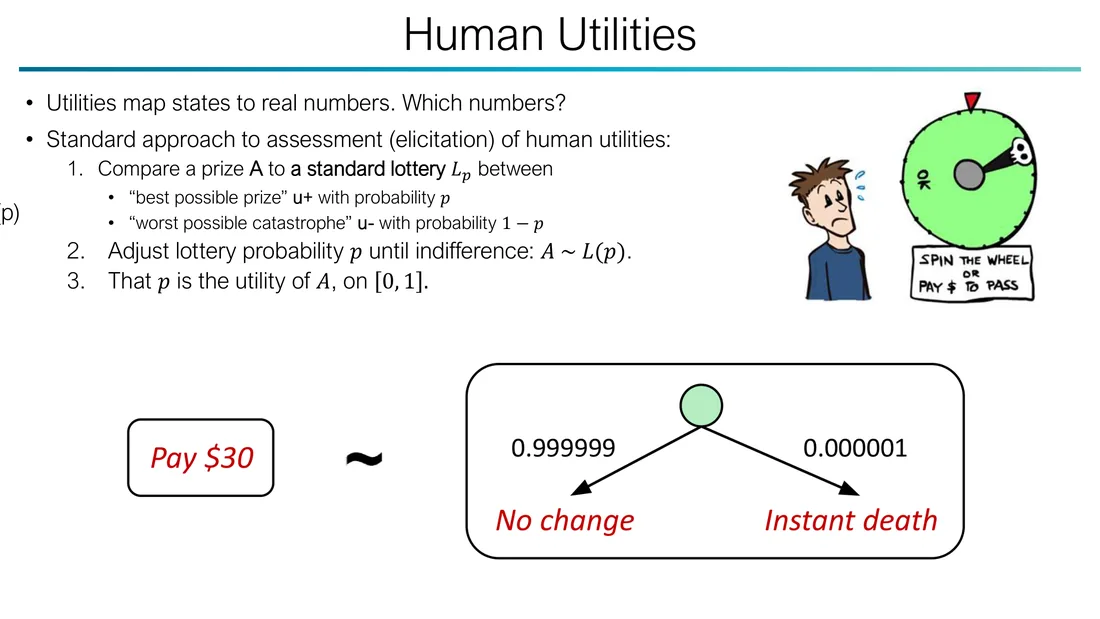 Human Utilities
• Utilities map states to real numbers. Which numbers?
• Standard approach to assessment (elicitation) of human utilities:
1. Compare a prize A to a standard lottery Lₚ between
• “best possible prize” u+ with probability p
(p)
• “worst possible catastrophe” u- with probability 1 − p
2. Adjust lottery probability p until indifference: A ~ L(p).
3. That p is the utility of A, on [0, 1].
OK
SPIN THE WHEEL
OR
PAY $ TO PASS
Pay $30
~
0.999999
0.000001
No change
Instant death